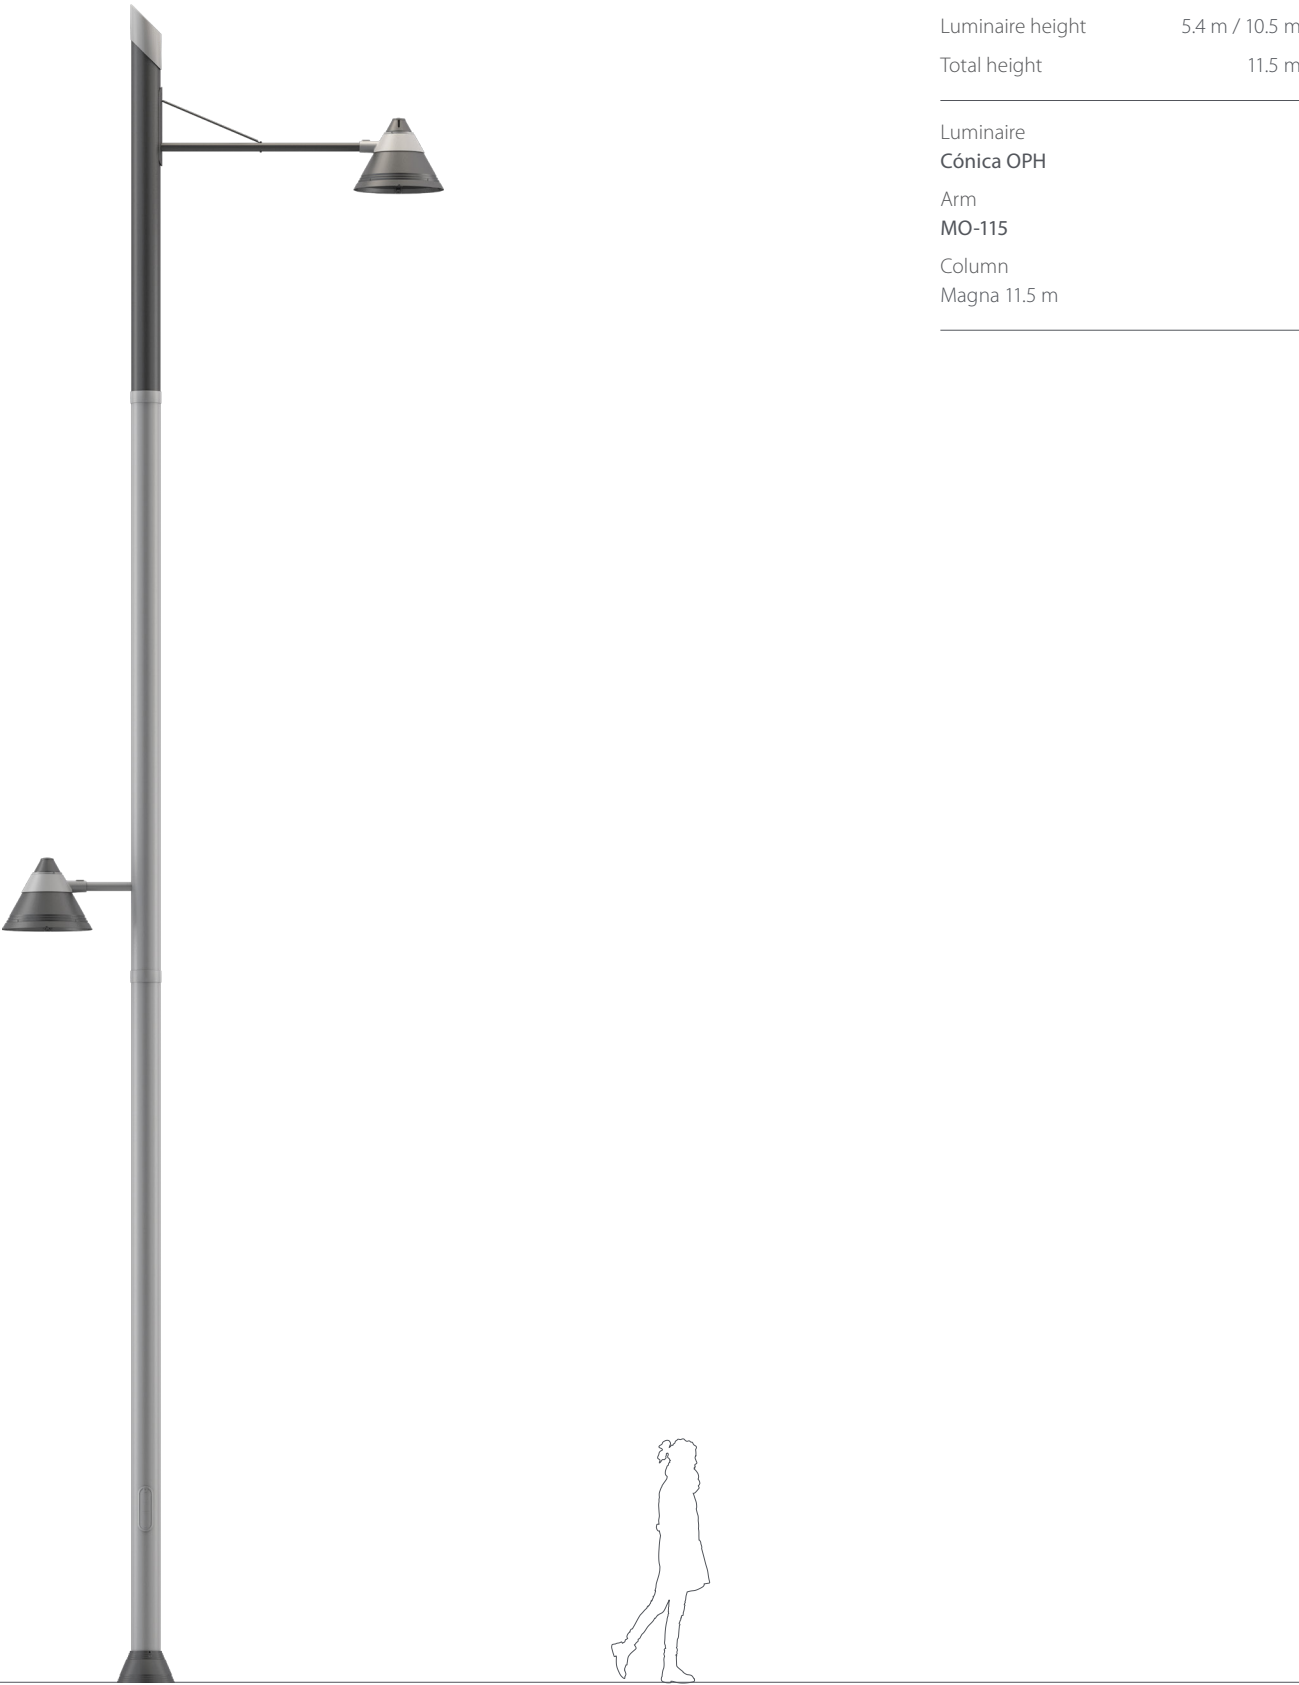 Luminaire height 5.4 m / 10.5 m
Total height 11.5 m
Luminaire
Cónica OPH
Arm
MO-115
Column
Magna 11.5 m